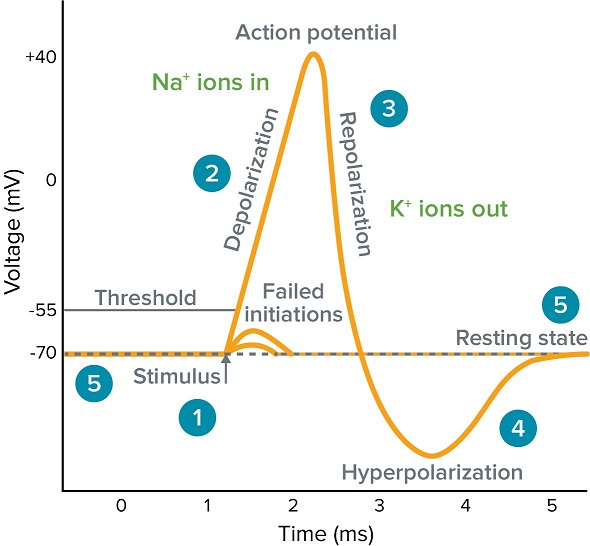 Action potential
+40
Na⁺ ions in
3
2
Depolarization
Repolarization
0
K⁺ ions out
Voltage (mV)
Threshold
-55
Failed
initiations
5
Resting state
-70
Stimulus
5
1
4
Hyperpolarization
0 1 2 3 4 5
Time (ms)